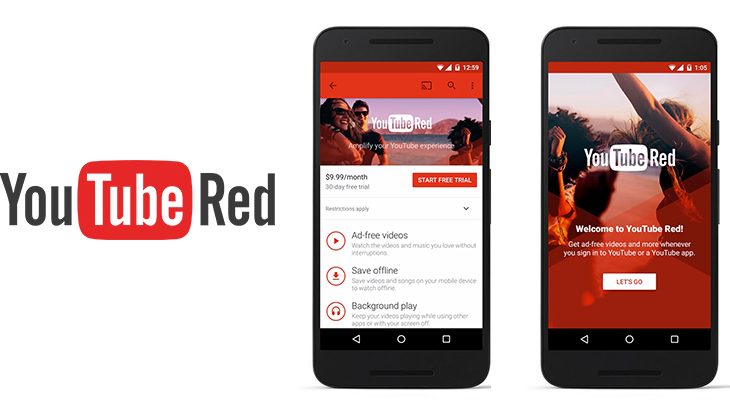 YouTube Red
12:59
YouTube Red
Amplify your YouTube experience
$9.99/month
30-day free trial
START FREE TRIAL
Restrictions apply
Ad-free videos
Watch the videos and music you love without
interruptions.
Save offline
Save videos and songs on your mobile device
to watch offline.
Background play
Keep your videos playing while using other
apps or with your screen off.
1:05
YouTube Red
Welcome to YouTube Red!
Get ad-free videos and more whenever
you sign in to YouTube or a YouTube app.
LET'S GO